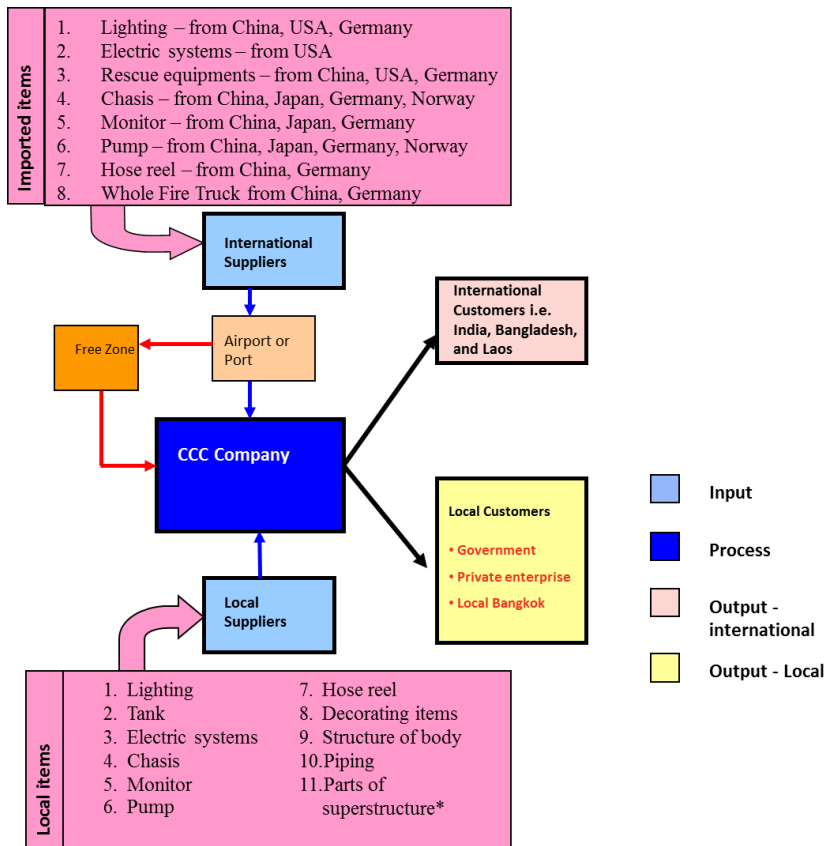 Imported items
1. Lighting – from China, USA, Germany
2. Electric systems – from USA
3. Rescue equipments – from China, USA, Germany
4. Chasis – from China, Japan, Germany, Norway
5. Monitor – from China, Japan, Germany
6. Pump – from China, Japan, Germany, Norway
7. Hose reel – from China, Germany
8. Whole Fire Truck from China, Germany
International
Suppliers
Airport or
Port
Free Zone
CCC Company
International
Customers i.e.
India, Bangladesh,
and Laos
Local Customers
• Government
• Private enterprise
• Local Bangkok
Input
Process
Output -
international
Output - Local
Local
Suppliers
Local items
1. Lighting
2. Tank
3. Electric systems
4. Chasis
5. Monitor
6. Pump
7. Hose reel
8. Decorating items
9. Structure of body
10. Piping
11. Parts of
superstructure*